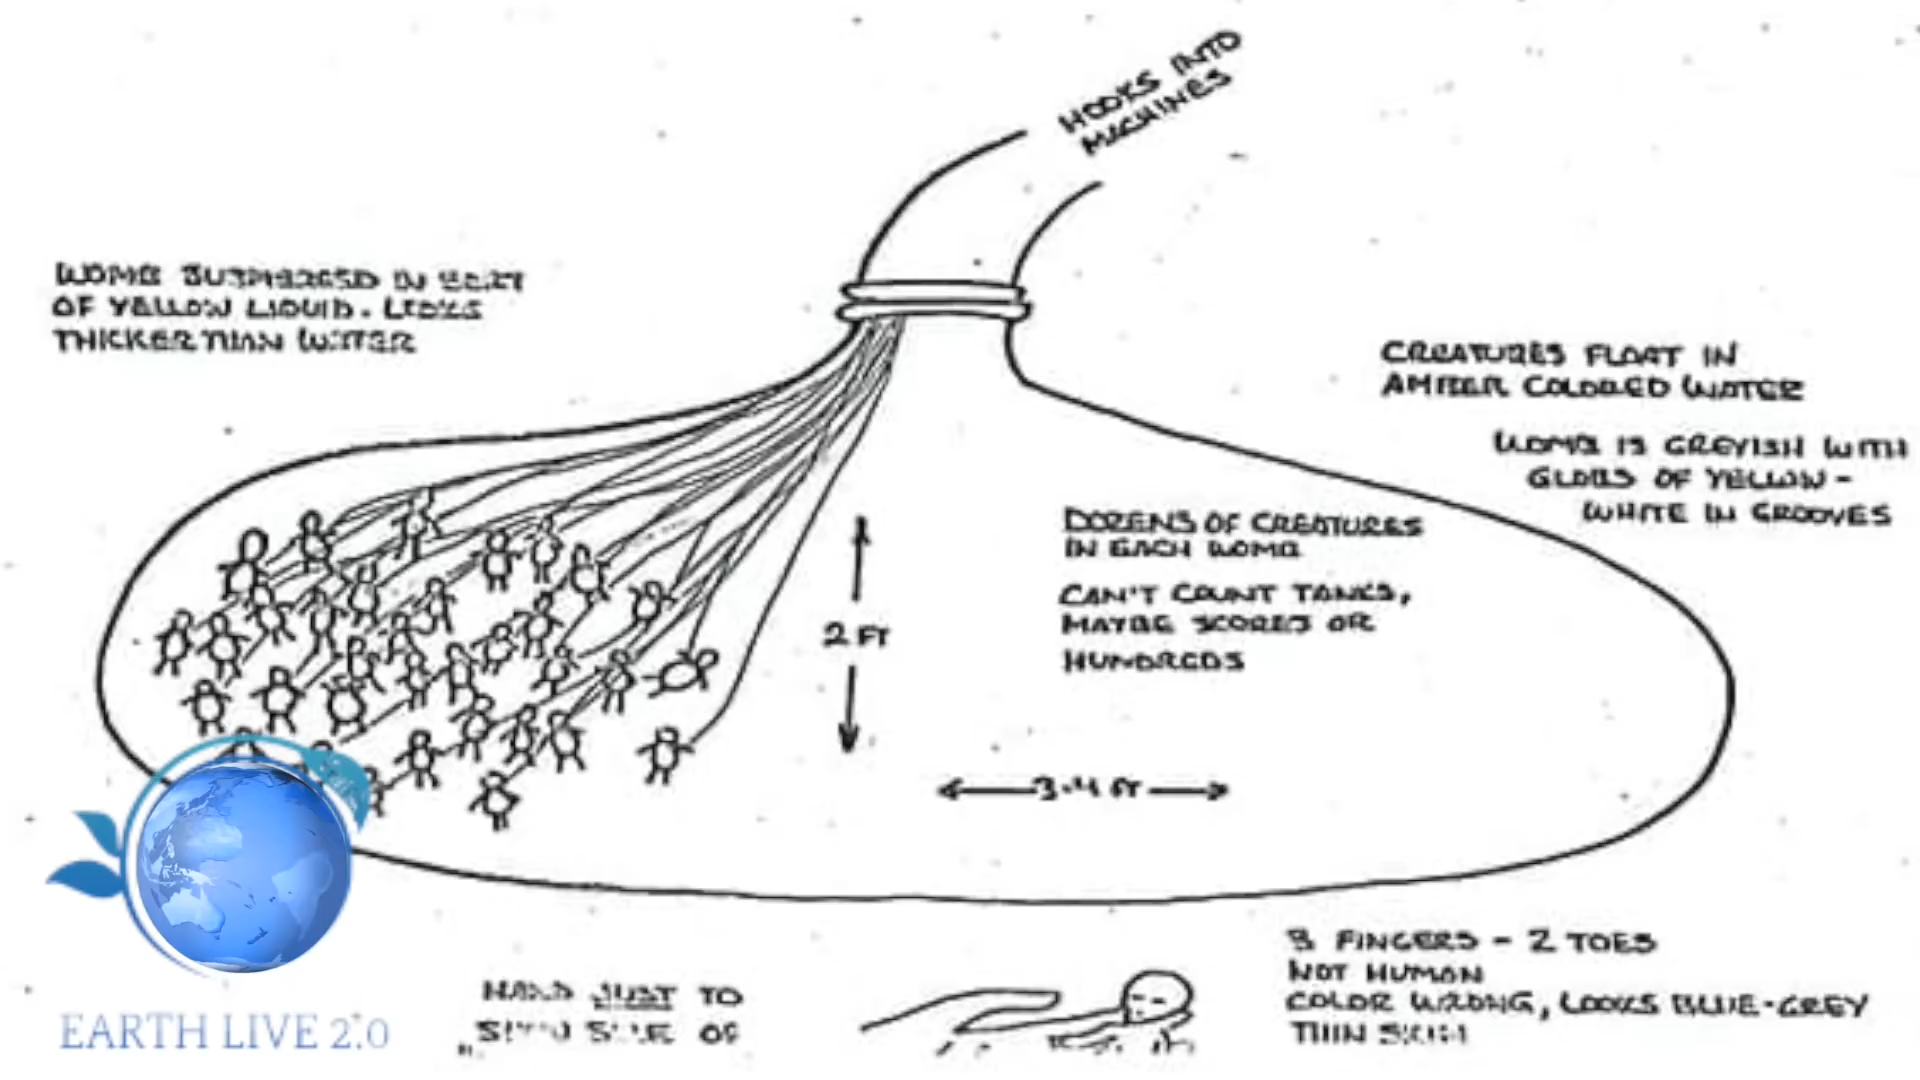 HOOKS INTO
MACHINES
WOMB SUBMERGED IN
OF YELLOW LIQUID. LOOKS
THICKER THAN WATER
CREATURES FLOAT IN
AMBER COLORED WATER
WOMB IS GREYISH WITH
GLOBS OF YELLOW-
WHITE IN GROOVES
DOZENS OF CREATURES
IN EACH WOMB
CAN'T COUNT TANKS,
MAYBE SCORES OR
HUNDREDS
2 FT
3-4 FT
3 FINGERS - 2 TOES
NOT HUMAN
COLOR WRONG, LOOKS BLUE-GREY
THIN SKIN
HAND JUST TO
OF
EARTH LIVE 2.0